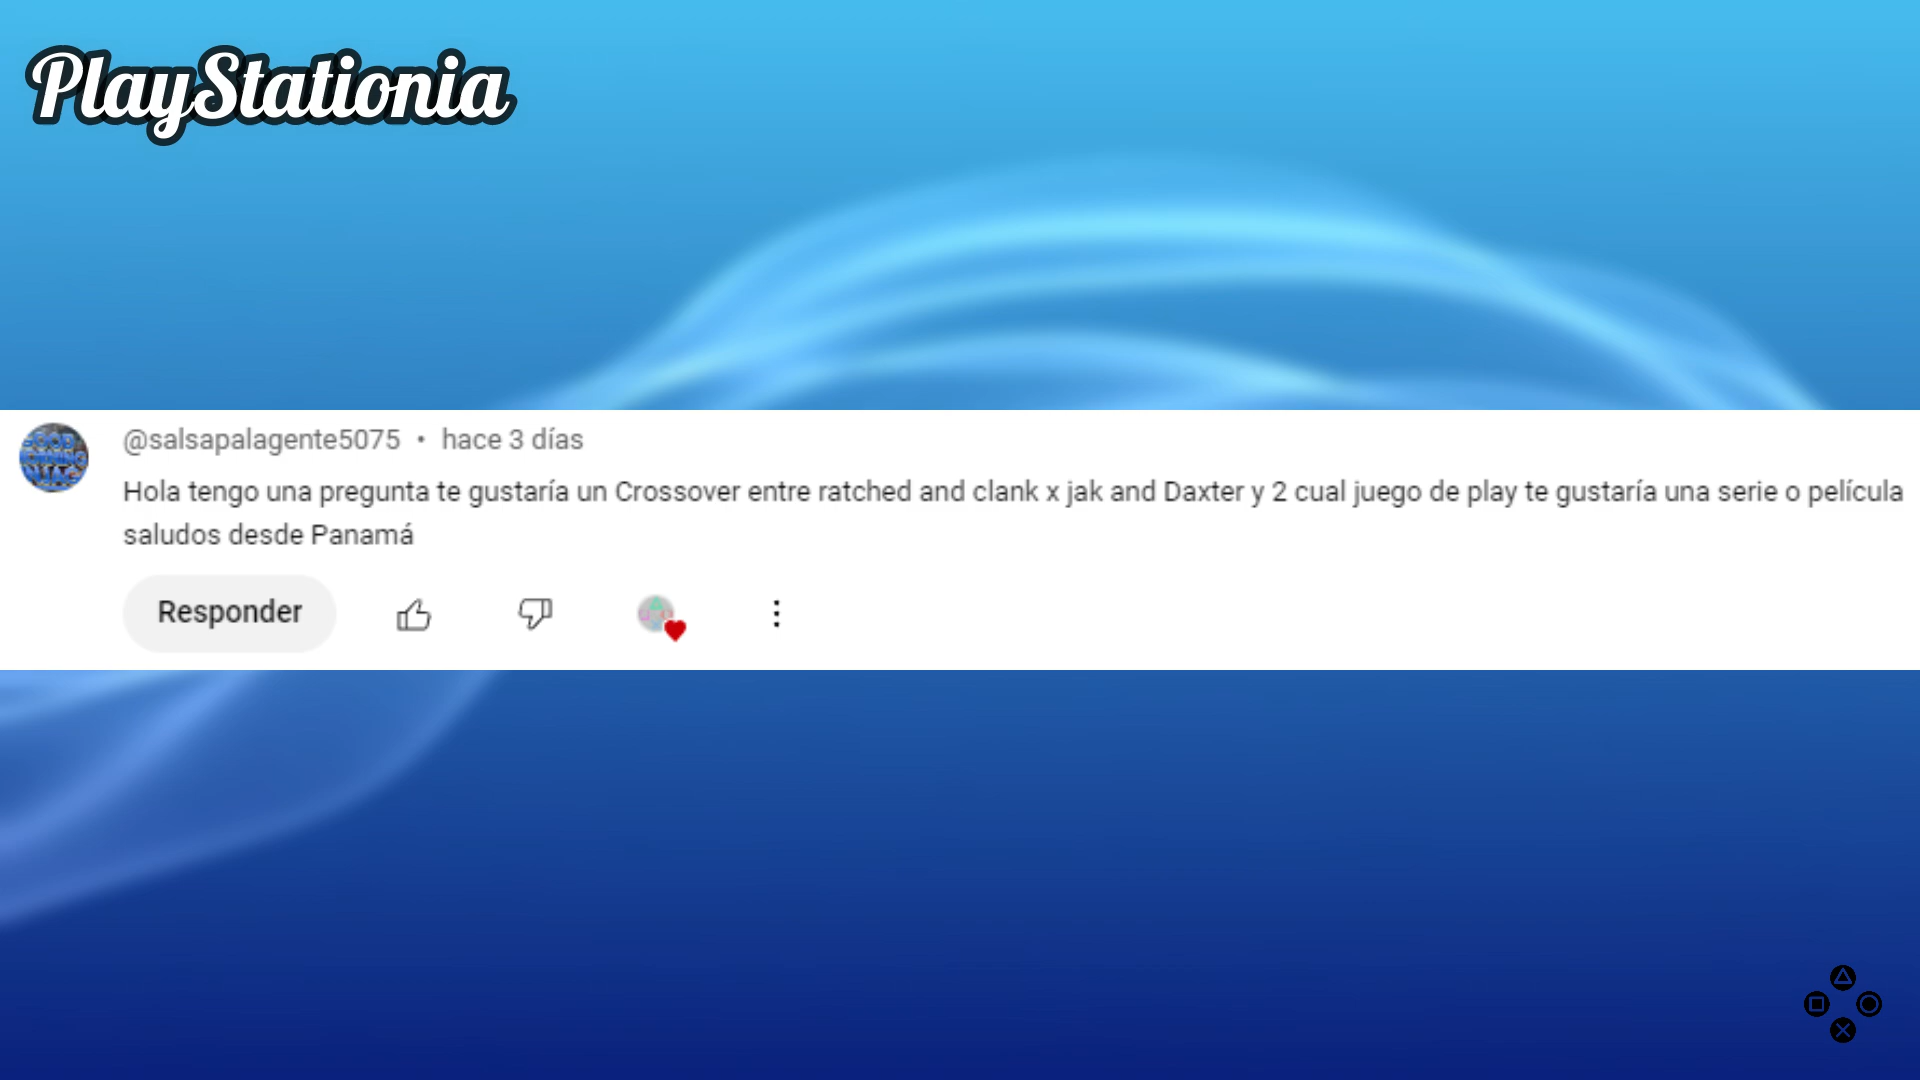 PlayStationia
@salsapalagente5075 • hace 3 días
Hola tengo una pregunta te gustaría un Crossover entre ratched and clank x jak and Daxter y 2 cual juego de play te gustaría una serie o película
saludos desde Panamá
Responder